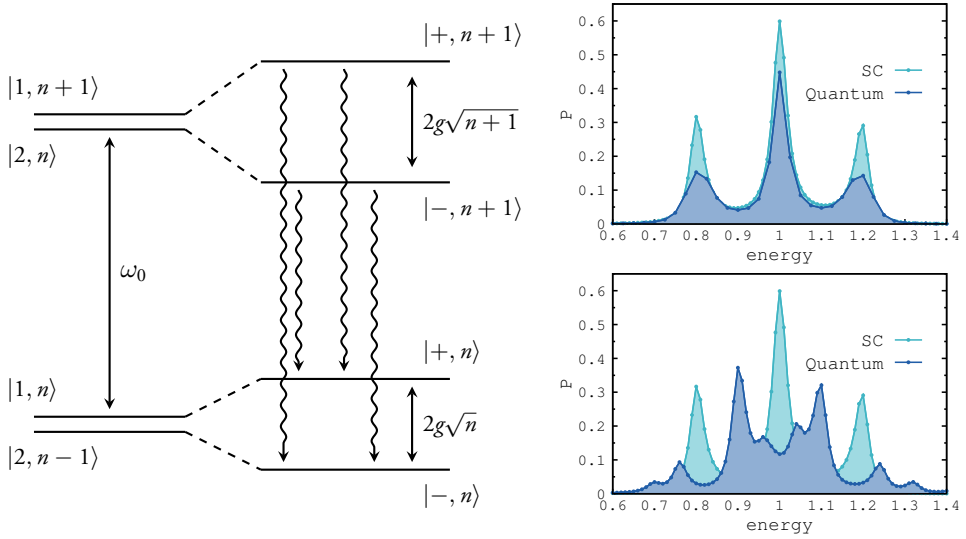 |+, n+1⟩
|1, n+1⟩
2g√n+1
|2, n⟩
|−, n+1⟩
ω₀
|+, n⟩
|1, n⟩
2g√n
|2, n−1⟩
|−, n⟩
0.6
0.5
0.4
0.3
0.2
0.1
0
P
SC
Quantum
0.6 0.7 0.8 0.9 1 1.1 1.2 1.3 1.4
energy
0.6
0.5
0.4
0.3
0.2
0.1
0
P
SC
Quantum
0.6 0.7 0.8 0.9 1 1.1 1.2 1.3 1.4
energy